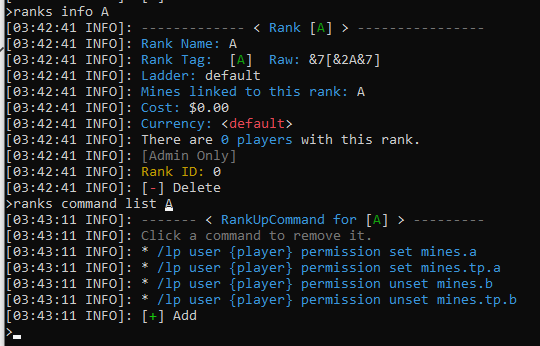 >ranks info A
[03:42:41 INFO]: ------------- < Rank [A] > ----------------
[03:42:41 INFO]: Rank Name: A
[03:42:41 INFO]: Rank Tag:  [A]  Raw: &7[&2A&7]
[03:42:41 INFO]: Ladder: default
[03:42:41 INFO]: Mines linked to this rank: A
[03:42:41 INFO]: Cost: $0.00
[03:42:41 INFO]: Currency: <default>
[03:42:41 INFO]: There are 0 players with this rank.
[03:42:41 INFO]: [Admin Only]
[03:42:41 INFO]: Rank ID: 0
[03:42:41 INFO]: [-] Delete
>ranks command list A
[03:43:11 INFO]: ------- < RankUpCommand for [A] > ---------
[03:43:11 INFO]: Click a command to remove it.
[03:43:11 INFO]: * /lp user {player} permission set mines.a
[03:43:11 INFO]: * /lp user {player} permission set mines.tp.a
[03:43:11 INFO]: * /lp user {player} permission unset mines.b
[03:43:11 INFO]: * /lp user {player} permission unset mines.tp.b
[03:43:11 INFO]: [+] Add
>